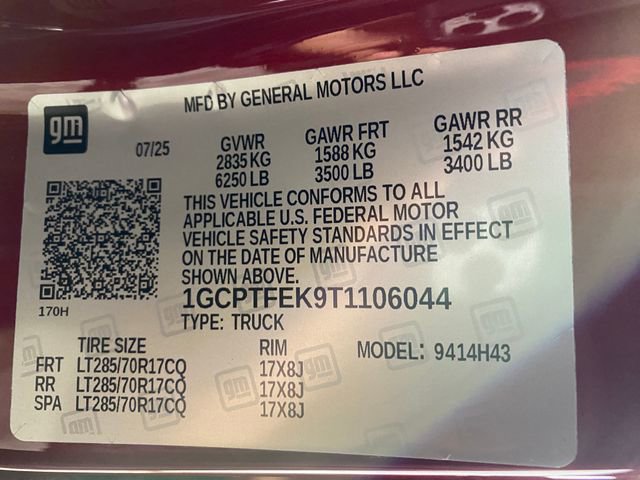 MFD BY GENERAL MOTORS LLC
gm
07/25
GVWR
2835 KG
6250 LB
GAWR FRT
1588 KG
3500 LB
GAWR RR
1542 KG
3400 LB
THIS VEHICLE CONFORMS TO ALL
APPLICABLE U.S. FEDERAL MOTOR
VEHICLE SAFETY STANDARDS IN EFFECT
ON THE DATE OF MANUFACTURE
SHOWN ABOVE.
170H
1GCPTFEK9T1106044
TYPE: TRUCK
TIRE SIZE RIM MODEL: 9414H43
FRT LT285/70R17CQ 17X8J
RR LT285/70R17CQ 17X8J
SPA LT285/70R17CQ 17X8J